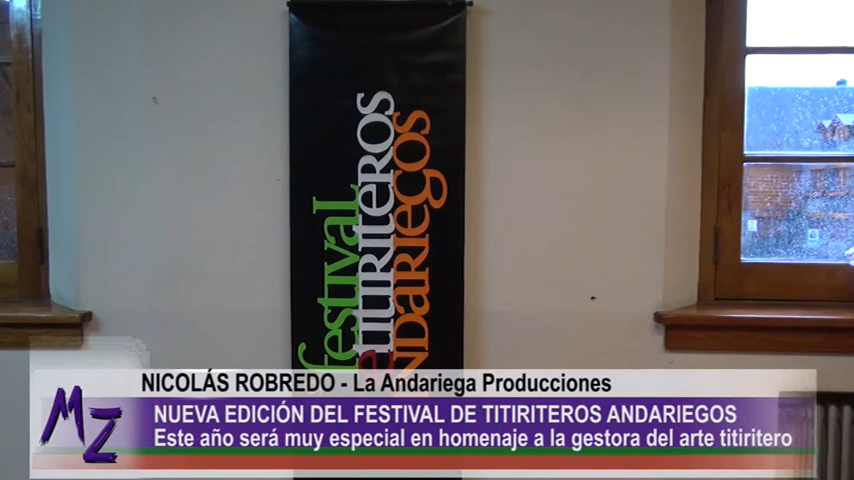 festival
titiriteros
andariegos
NICOLÁS ROBREDO - La Andariega Producciones
MZ
NUEVA EDICIÓN DEL FESTIVAL DE TITIRITEROS ANDARIEGOS
Este año será muy especial en homenaje a la gestora del arte titiritero